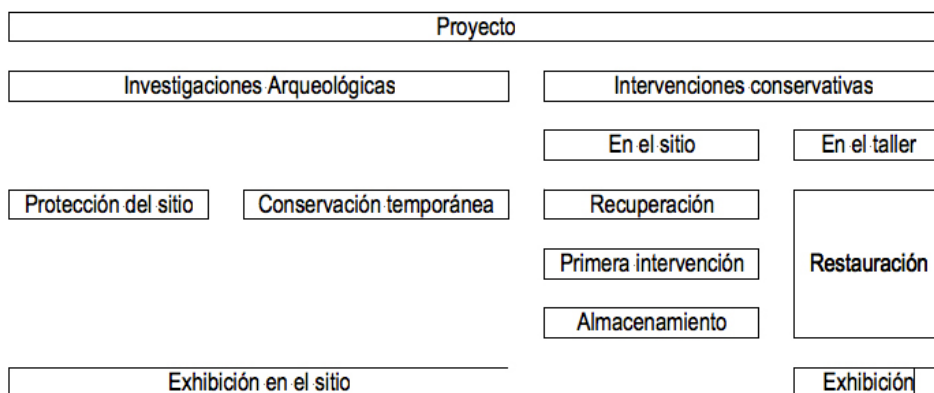 Proyecto
Investigaciones Arqueológicas
Intervenciones conservativas
En el sitio
En el taller
Protección del sitio
Conservación temporánea
Recuperación
Primera intervención
Restauración
Almacenamiento
Exhibición en el sitio
Exhibición